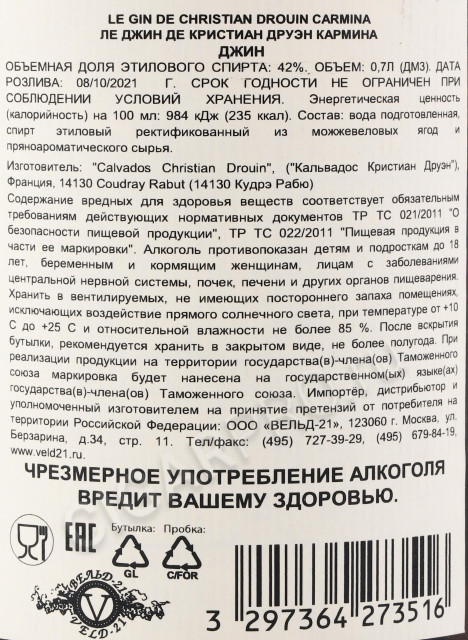 LE GIN DE CHRISTIAN DROUIN CARMINA
ЛЕ ДЖИН ДЕ КРИСТИАН ДРУЭН КАРМИНА
ДЖИН
ОБЪЕМНАЯ ДОЛЯ ЭТИЛОВОГО СПИРТА: 42%. ОБЪЕМ: 0,7Л (ДМ3). ДАТА
РОЗЛИВА: 08/10/2021 Г. СРОК ГОДНОСТИ НЕ ОГРАНИЧЕН ПРИ
СОБЛЮДЕНИИ УСЛОВИЙ ХРАНЕНИЯ. Энергетическая ценность
(калорийность) на 100 мл: 984 кДж (235 ккал). Состав: вода подготовленная,
спирт этиловый ректификованный из можжевеловых ягод и
пряноароматического сырья.
Изготовитель: "Calvados Christian Drouin", ("Кальвадос Кристиан Друэн"),
Франция, 14130 Coudray Rabut (14130 Кудрэ Рабю)
Содержание вредных для здоровья веществ соответствует обязательным
требованиям действующих нормативных документов ТР ТС 021/2011 "О
безопасности пищевой продукции", ТР ТС 022/2011 "Пищевая продукция в
части ее маркировки". Алкоголь противопоказан детям и подросткам до 18
лет, беременным и кормящим женщинам, лицам с заболеваниями
центральной нервной системы, почек, печени и других органов пищеварения.
Хранить в вентилируемых, не имеющих постороннего запаха помещениях,
исключающих воздействие прямого солнечного света, при температуре от +10
С до +25 С и относительной влажности не более 85 %. После вскрытия
бутылки, рекомендуется хранить в закрытом виде, не более полугода. При
реализации продукции на территории государства(в)-члена(ов) Таможенного
союза маркировка будет нанесена на государственном(ых) языке(ах)
государства(в)-члена(ов) Таможенного союза. Импортёр, дистрибьютор и
уполномоченный изготовителем на принятие претензий от потребителя на
территории Российской Федерации: ООО «ВЕЛЬД-21», 123060 г. Москва, ул.
Берзарина, д.34, стр. 11. Тел/факс: (495) 727-39-29, (495) 679-84-19,
www.veld21.ru.
ЧРЕЗМЕРНОЕ УПОТРЕБЛЕНИЕ АЛКОГОЛЯ
ВРЕДИТ ВАШЕМУ ЗДОРОВЬЮ.
EAC
Бутылка: Пробка:
GL C/FOR
ВЕЛЬД-21
V
VELD-21
3 297364 273516